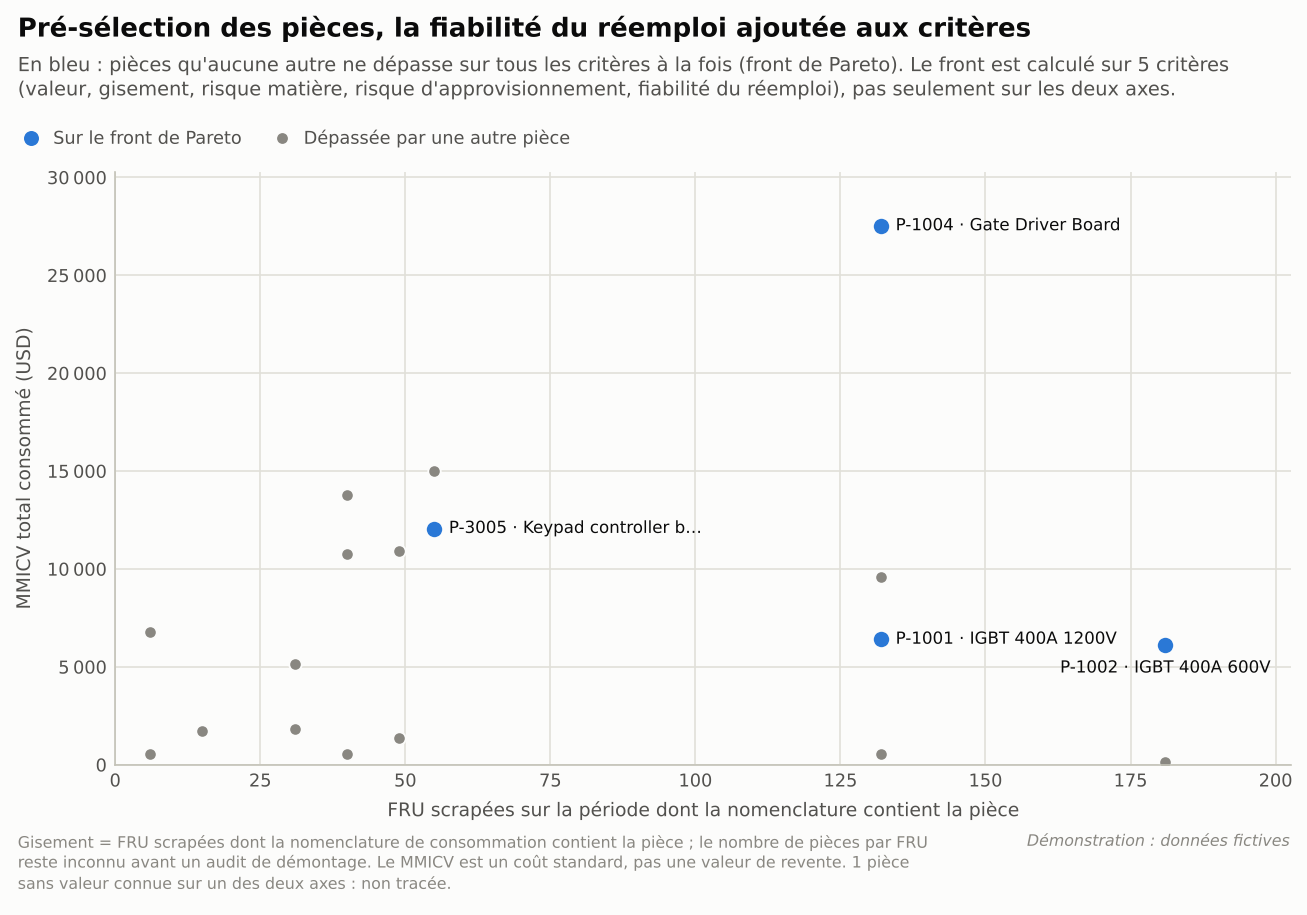 Pré-sélection des pièces, la fiabilité du réemploi ajoutée aux critères
En bleu : pièces qu'aucune autre ne dépasse sur tous les critères à la fois (front de Pareto). Le front est calculé sur 5 critères
(valeur, gisement, risque matière, risque d'approvisionnement, fiabilité du réemploi), pas seulement sur les deux axes.
Sur le front de Pareto
Dépassée par une autre pièce
MMICV total consommé (USD)
30 000
25 000
20 000
15 000
10 000
5 000
0
P-1004 · Gate Driver Board
P-3005 · Keypad controller b…
P-1001 · IGBT 400A 1200V
P-1002 · IGBT 400A 600V
0 25 50 75 100 125 150 175 200
FRU scrapées sur la période dont la nomenclature contient la pièce
Gisement = FRU scrapées dont la nomenclature de consommation contient la pièce ; le nombre de pièces par FRU
reste inconnu avant un audit de démontage. Le MMICV est un coût standard, pas une valeur de revente. 1 pièce
sans valeur connue sur un des deux axes : non tracée.
Démonstration : données fictives